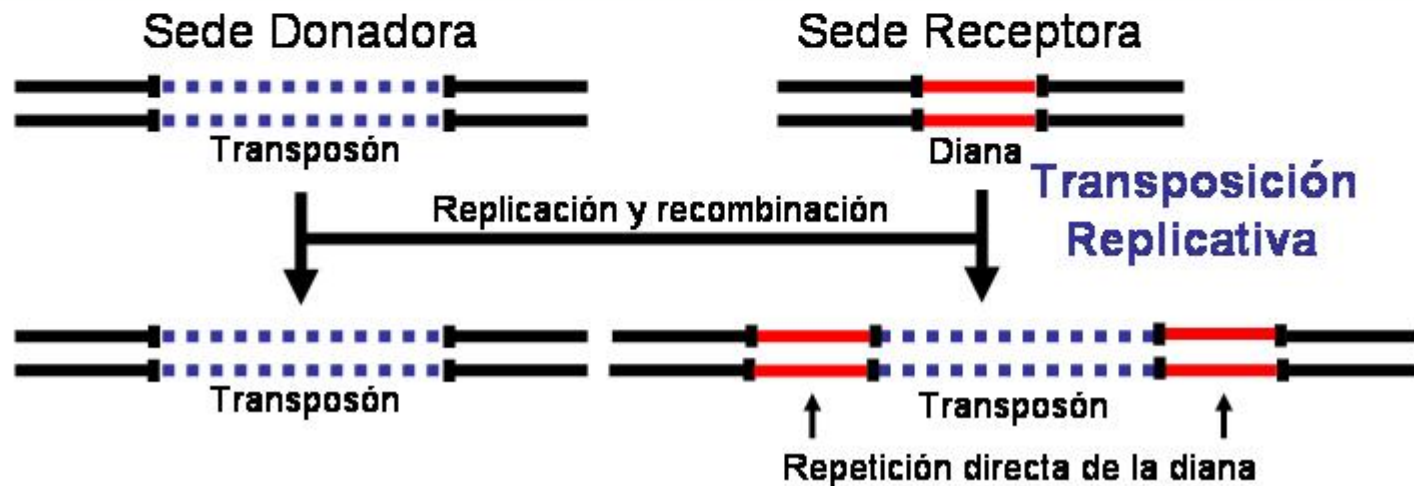 Sede Donadora
Sede Receptora
Transposón
Diana
Transposición
Replicativa
Replicación y recombinación
Transposón
Transposón
Repetición directa de la diana